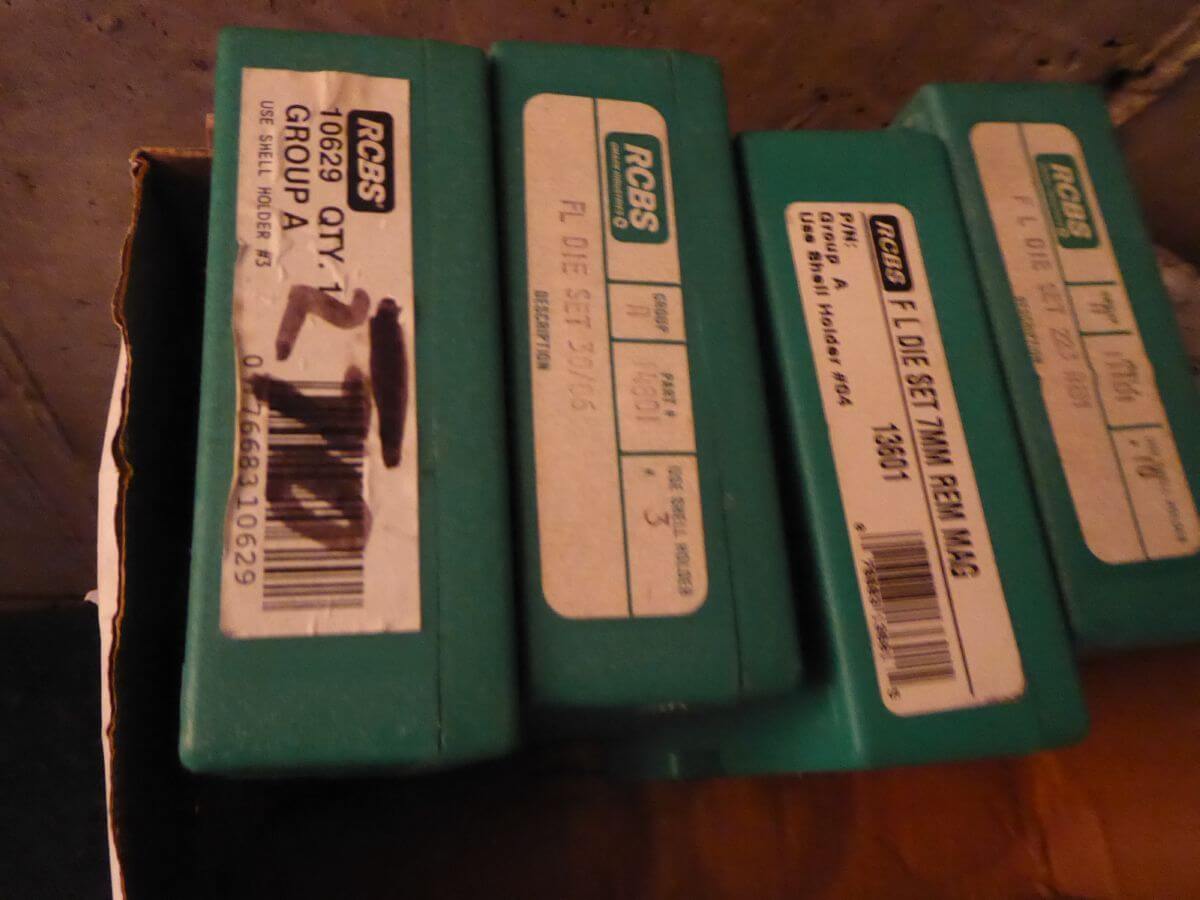 RCBS
10629 QTY. 1
GROUP A
USE SHELL HOLDER #3
07668310629
RCBS
GROUP
A
PART #
USE SHELL HOLDER
# 3
FL DIE SET 30/06
DESCRIPTION
RCBS F L DIE SET 7MM REM MAG
P/N: 13601
Group A
Use Shell Holder #04
RCBS
F L DIE SET 223
DESCRIPTION